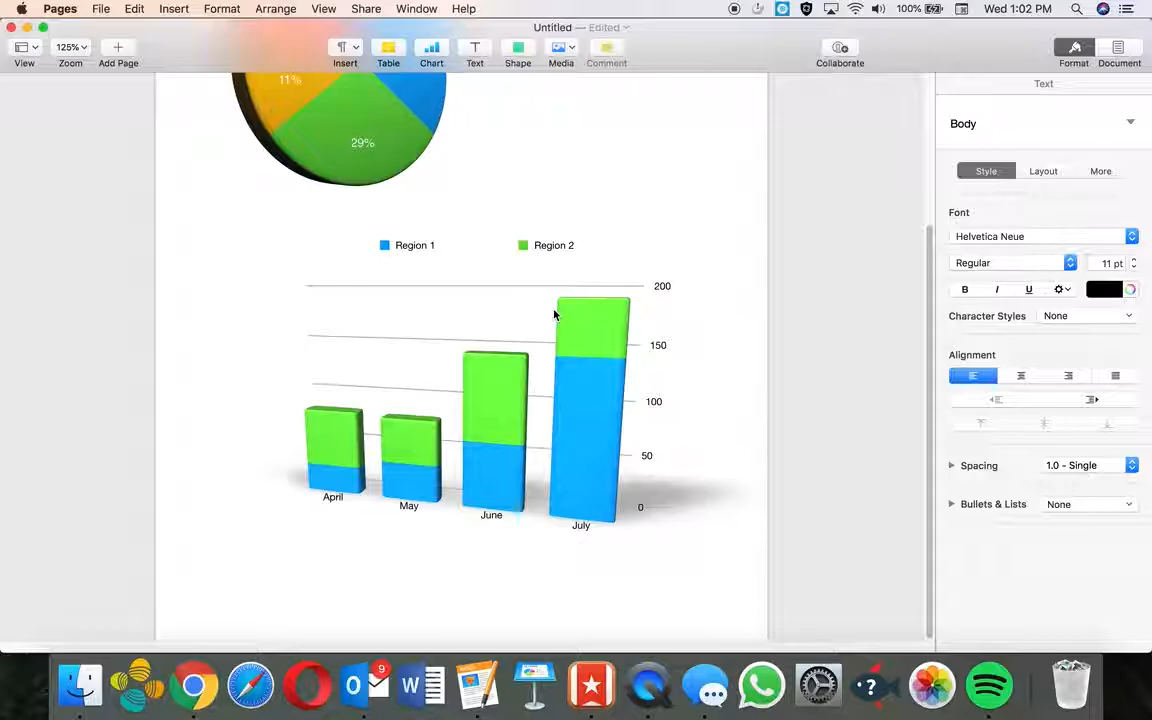 Pages File Edit Insert Format Arrange View Share Window Help 100% Wed 1:02 PM
Untitled — Edited
125%
View Zoom Add Page Insert Table Chart Text Shape Media Comment Collaborate Format Document
Text
Body
Style Layout More
Font
Helvetica Neue
Regular 11 pt
B I U
Character Styles None
Alignment
Spacing 1.0 - Single
Bullets & Lists None
11%
29%
Region 1 Region 2
200
150
100
50
0
April May June July
9
W
?